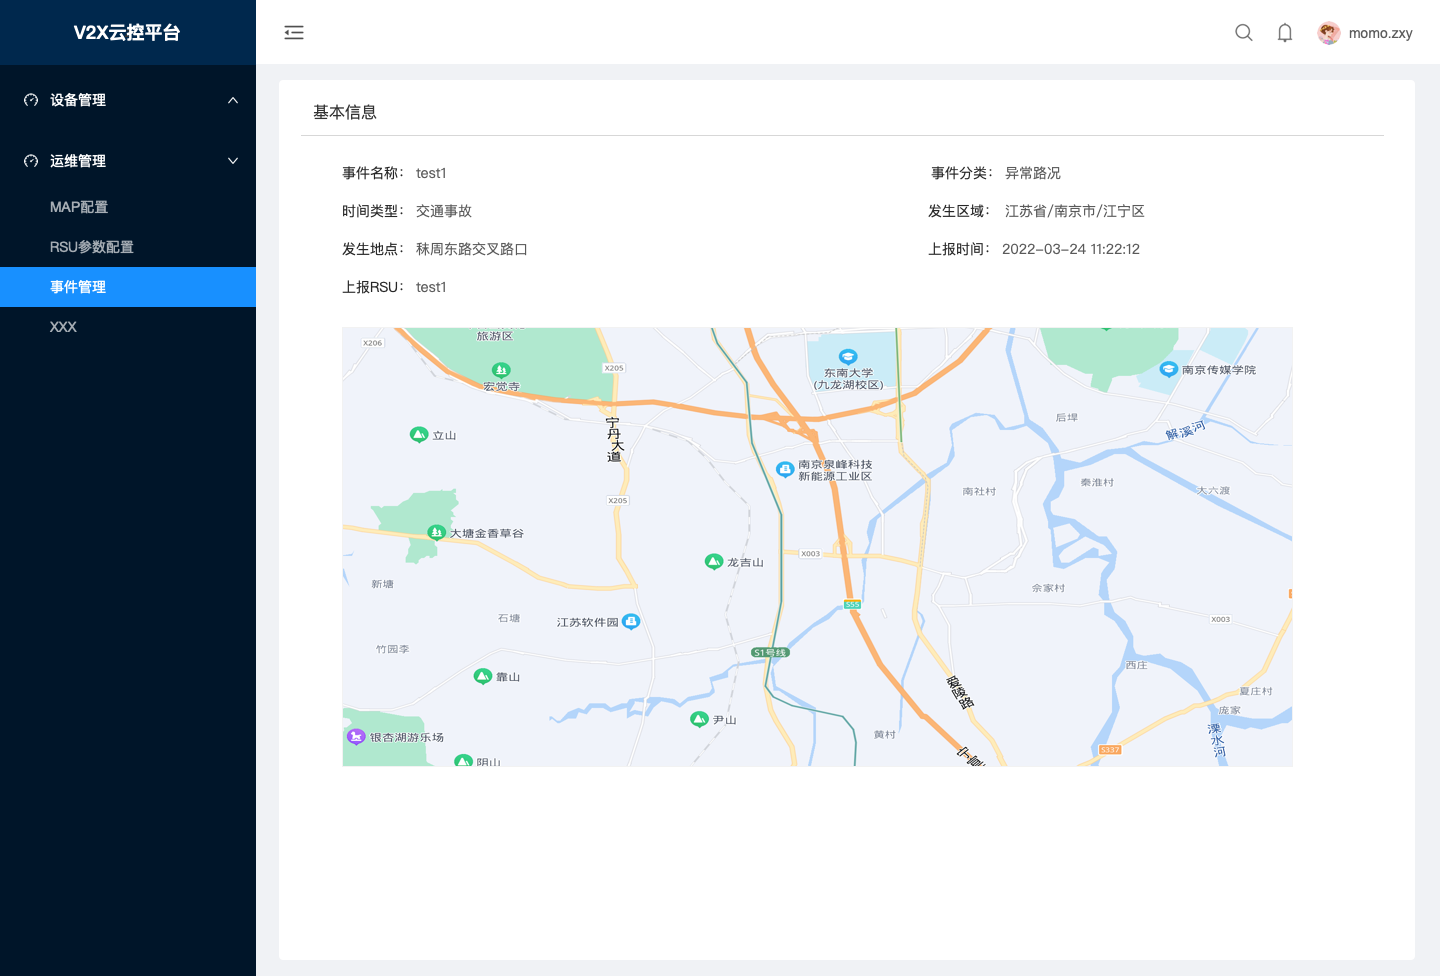 V2X云控平台
momo.zxy
设备管理
运维管理
MAP配置
RSU参数配置
事件管理
XXX
基本信息
事件名称： test1
事件分类： 异常路况
时间类型： 交通事故
发生区域： 江苏省/南京市/江宁区
发生地点： 秣周东路交叉路口
上报时间： 2022-03-24 11:22:12
上报RSU： test1
旅游区
X206
X205
宏觉寺
东南大学
(九龙湖校区)
南京传媒学院
宁丹大道
立山
后埠
解溪河
南京泉峰科技
新能源工业区
X205
南社村
秦淮村
大六渡
大塘金香草谷
龙吉山
X003
新塘
佘家村
S55
石塘
江苏软件园
X003
竹园李
S1号线
西庄
靠山
爱陵路
夏庄村
庞家
尹山
溧水河
银杏湖游乐场
黄村
S337
阴山